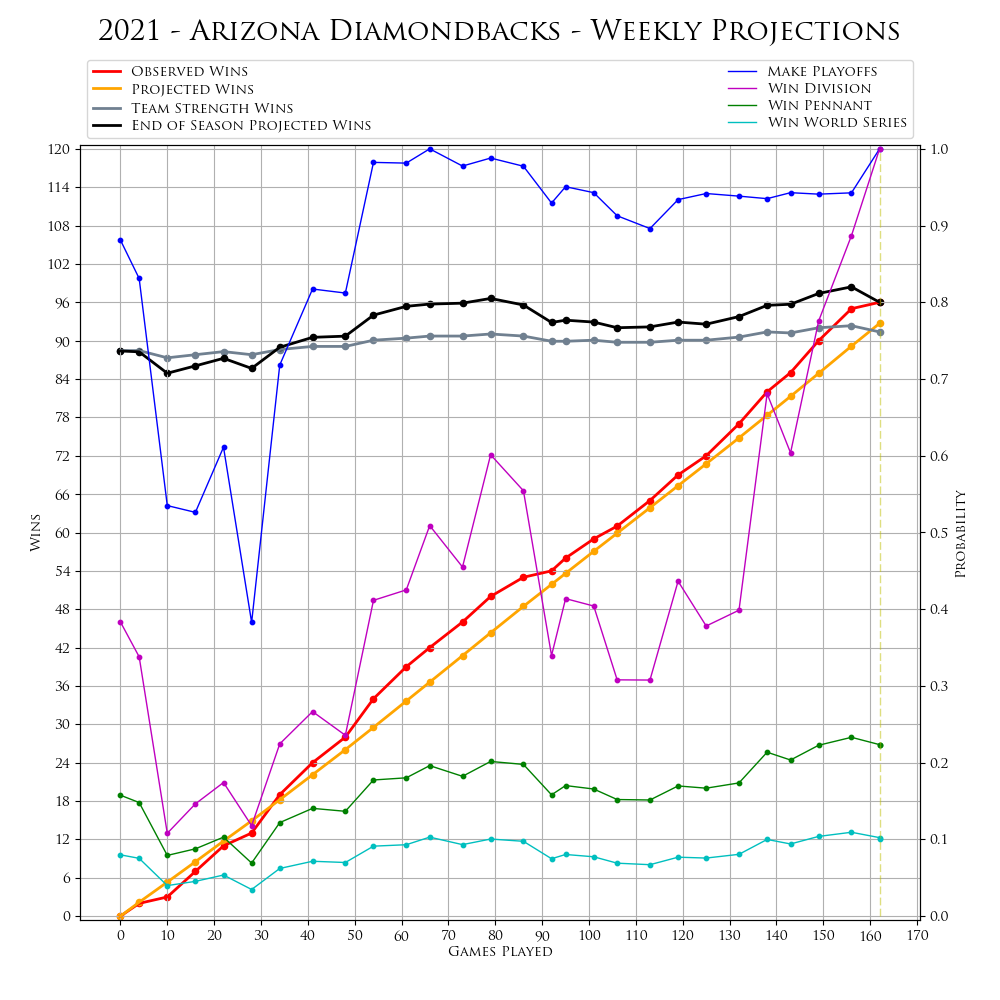 2021 - Arizona Diamondbacks - Weekly Projections
Observed Wins
Projected Wins
Team Strength Wins
End of Season Projected Wins
Make Playoffs
Win Division
Win Pennant
Win World Series
120
114
108
102
96
90
84
78
72
66
60
54
48
42
36
30
24
18
12
6
0
Wins
1.0
0.9
0.8
0.7
0.6
0.5
0.4
0.3
0.2
0.1
0.0
Probability
0 10 20 30 40 50 60 70 80 90 100 110 120 130 140 150 160 170
Games Played